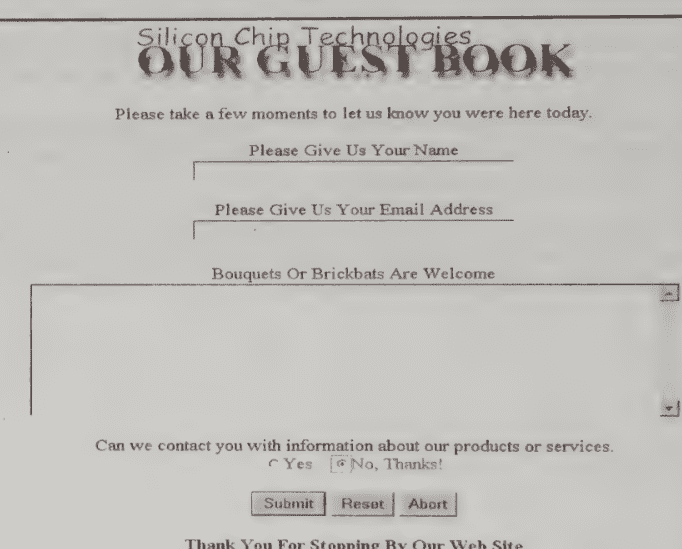 Silicon Chip Technologies
OUR GUEST BOOK
Please take a few moments to let us know you were here today.
Please Give Us Your Name
Please Give Us Your Email Address
Bouquets Or Brickbats Are Welcome
Can we contact you with information about our products or services.
Yes No, Thanks!
Submit Reset Abort
Thank You For Stopping By Our Web Site